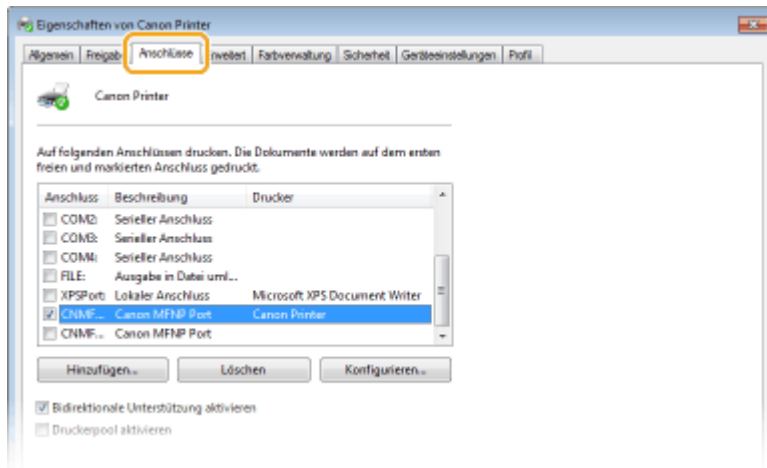 Eigenschaften von Canon Printer
Allgemein Freigabe Anschlüsse Erweitert Farbverwaltung Sicherheit Geräteeinstellungen Profil
Canon Printer
Auf folgenden Anschlüssen drucken. Die Dokumente werden auf dem ersten
freien und markierten Anschluss gedruckt.
Anschluss Beschreibung Drucker
COM2: Serieller Anschluss
COM3: Serieller Anschluss
COM4: Serieller Anschluss
FILE: Ausgabe in Datei uml...
XPSPort: Lokaler Anschluss Microsoft XPS Document Writer
CNMF... Canon MFNP Port Canon Printer
CNMF... Canon MFNP Port
Hinzufügen... Löschen Konfigurieren...
Bidirektionale Unterstützung aktivieren
Druckerpool aktivieren